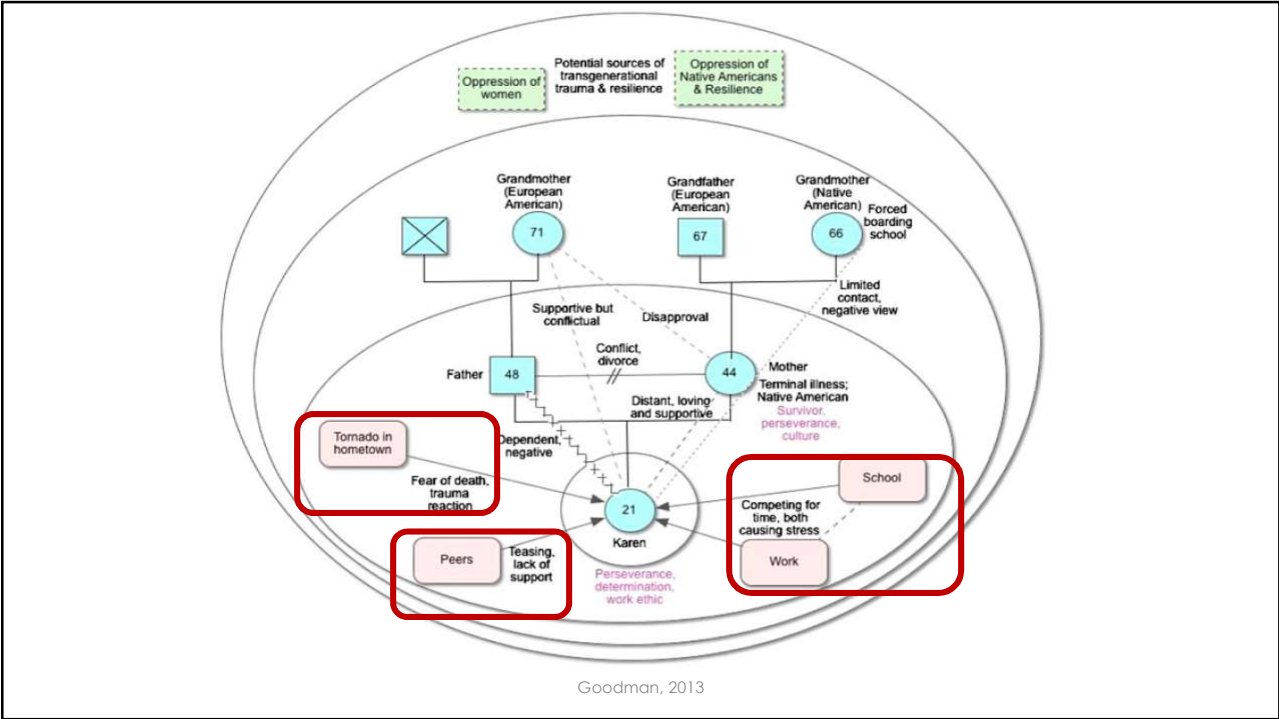 Oppression of
women
Potential sources of
transgenerational
trauma & resilience
Oppression of
Native Americans
& Resilience
Grandmother
(European
American)
71
Grandfather
(European
American)
67
Grandmother
(Native
American)
66
Forced
boarding
school
Limited
contact,
negative view
Supportive but
conflictual
Disapproval
Father
48
Conflict,
divorce
44
Mother
Terminal illness;
Native American
Survivor,
perseverance,
culture
Distant, loving
and supportive
Dependent,
negative
Tornado in
hometown
Fear of death,
trauma
reaction
School
Competing for
time, both
causing stress
Work
21
Karen
Peers
Teasing,
lack of
support
Perseverance,
determination,
work ethic
Goodman, 2013